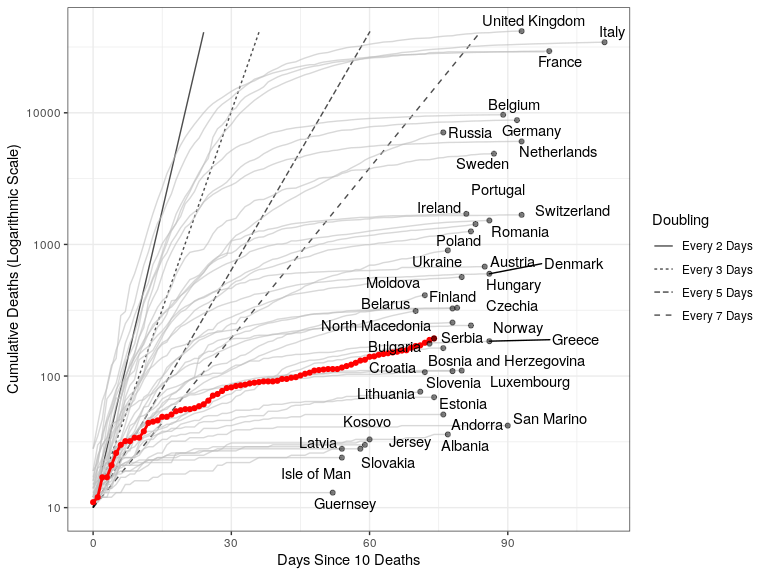 United Kingdom
Italy
France
Belgium
Russia
Germany
Netherlands
Sweden
Portugal
Ireland
Switzerland
Romania
Poland
Ukraine
Austria
Denmark
Moldova
Hungary
Belarus
Finland
Czechia
North Macedonia
Norway
Bulgaria
Serbia
Greece
Croatia
Bosnia and Herzegovina
Slovenia
Luxembourg
Lithuania
Estonia
Kosovo
Andorra
San Marino
Latvia
Jersey
Albania
Slovakia
Isle of Man
Guernsey
10000
1000
100
10
0
30
60
90
Days Since 10 Deaths
Cumulative Deaths (Logarithmic Scale)
Doubling
Every 2 Days
Every 3 Days
Every 5 Days
Every 7 Days